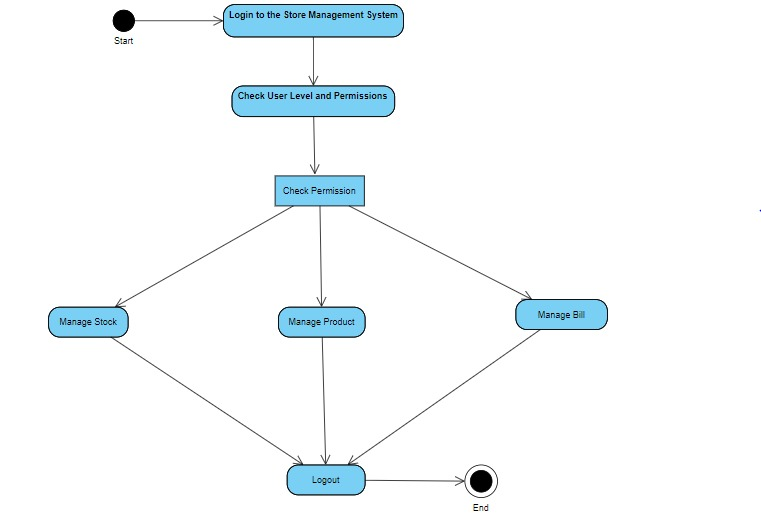 Login to the Store Management System
Start
Check User Level and Permissions
Check Permission
Manage Stock
Manage Product
Manage Bill
Logout
End